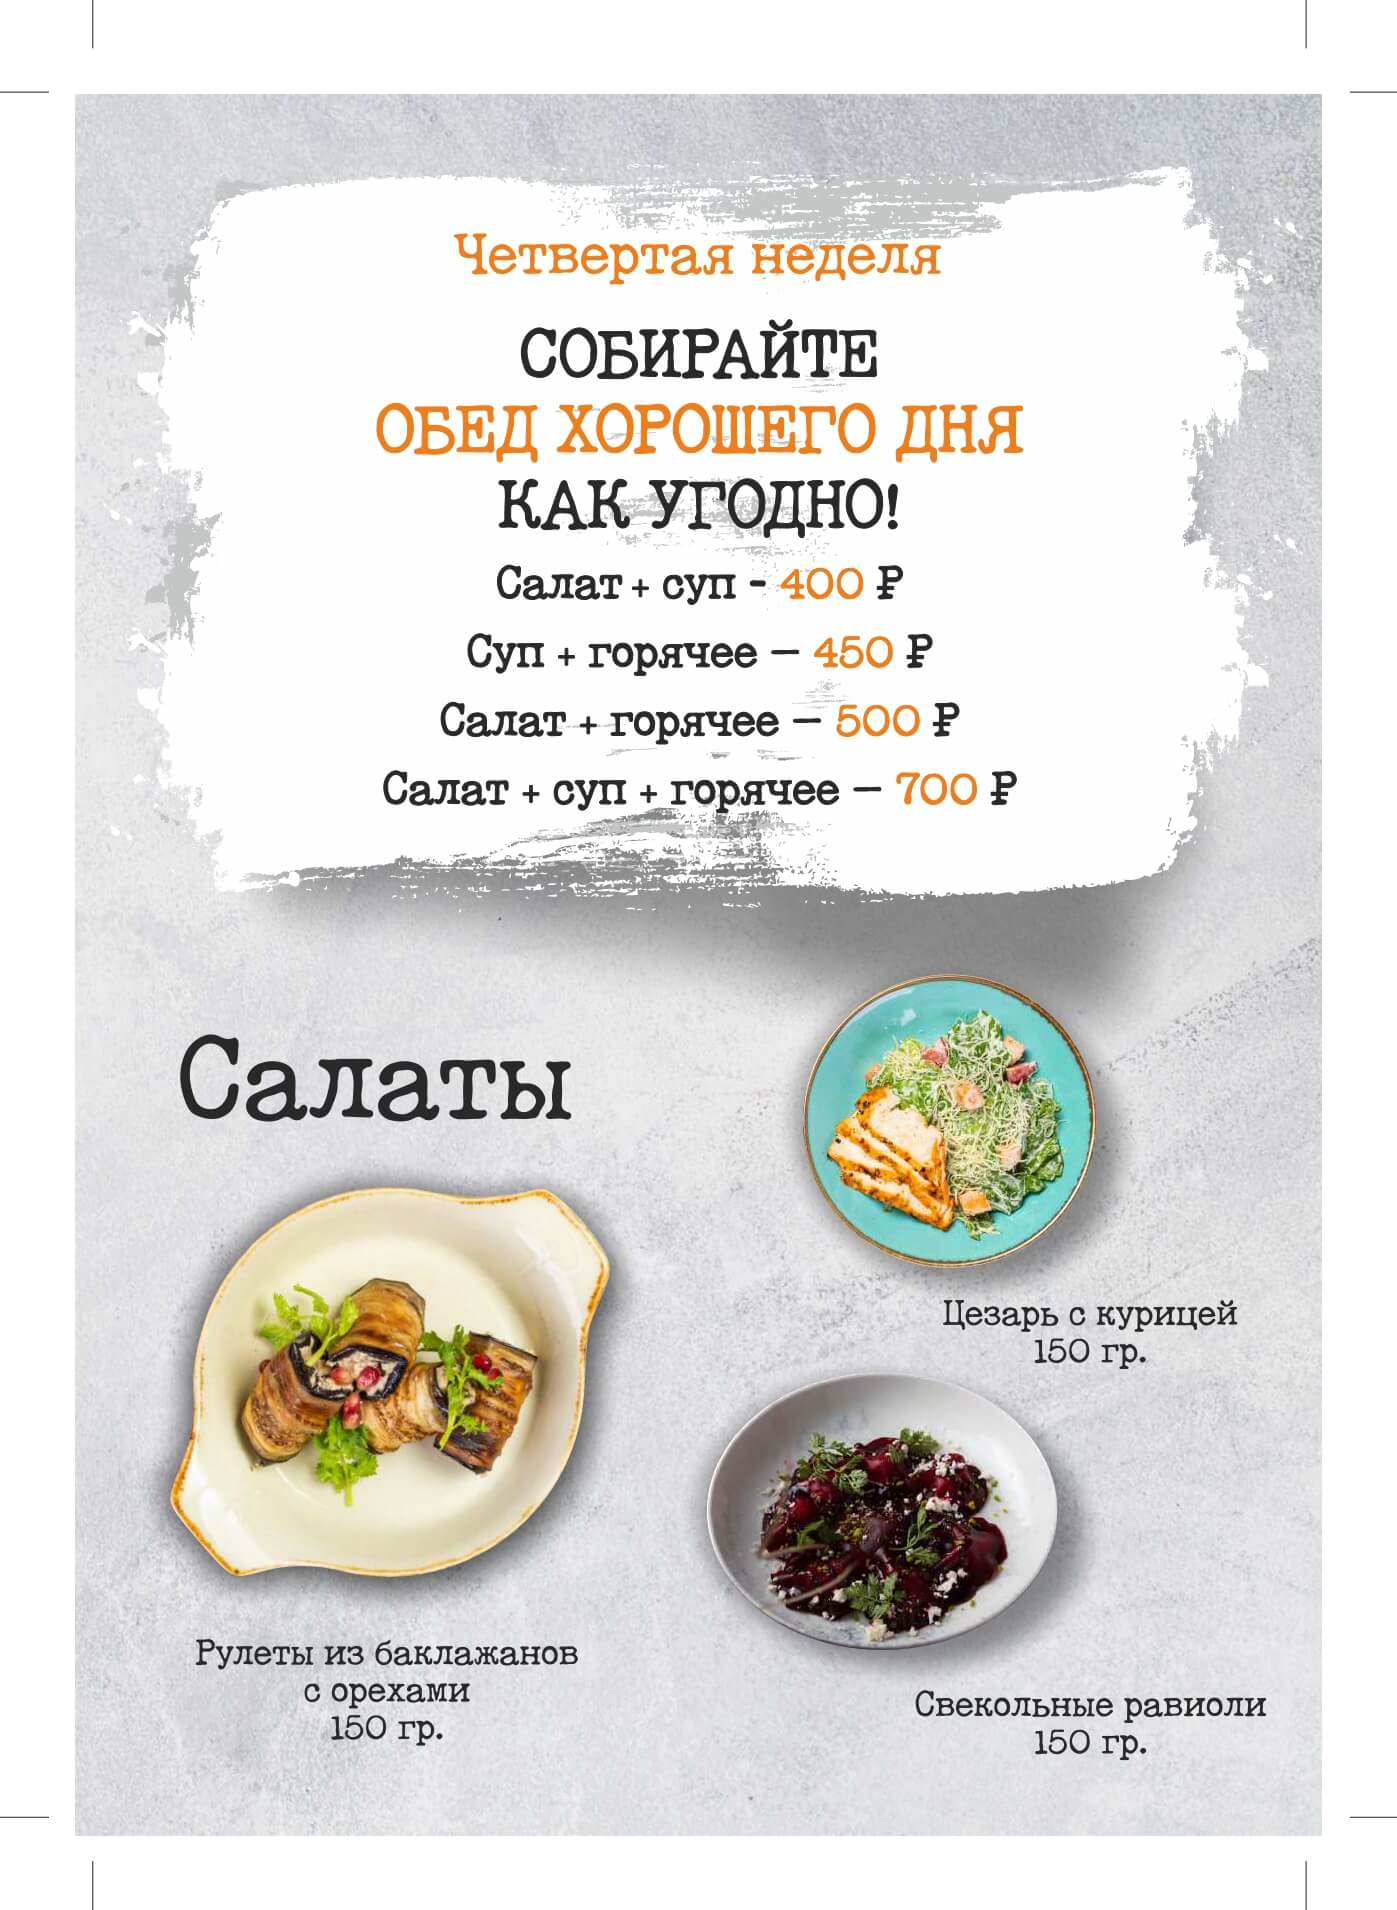 Четвертая неделя
СОБИРАЙТЕ
ОБЕД ХОРОШЕГО ДНЯ
КАК УГОДНО!
Салат + суп - 400 ₽
Суп + горячее — 450 ₽
Салат + горячее — 500 ₽
Салат + суп + горячее — 700 ₽
Салаты
Цезарь с курицей
150 гр.
Рулеты из баклажанов
с орехами
150 гр.
Свекольные равиоли
150 гр.